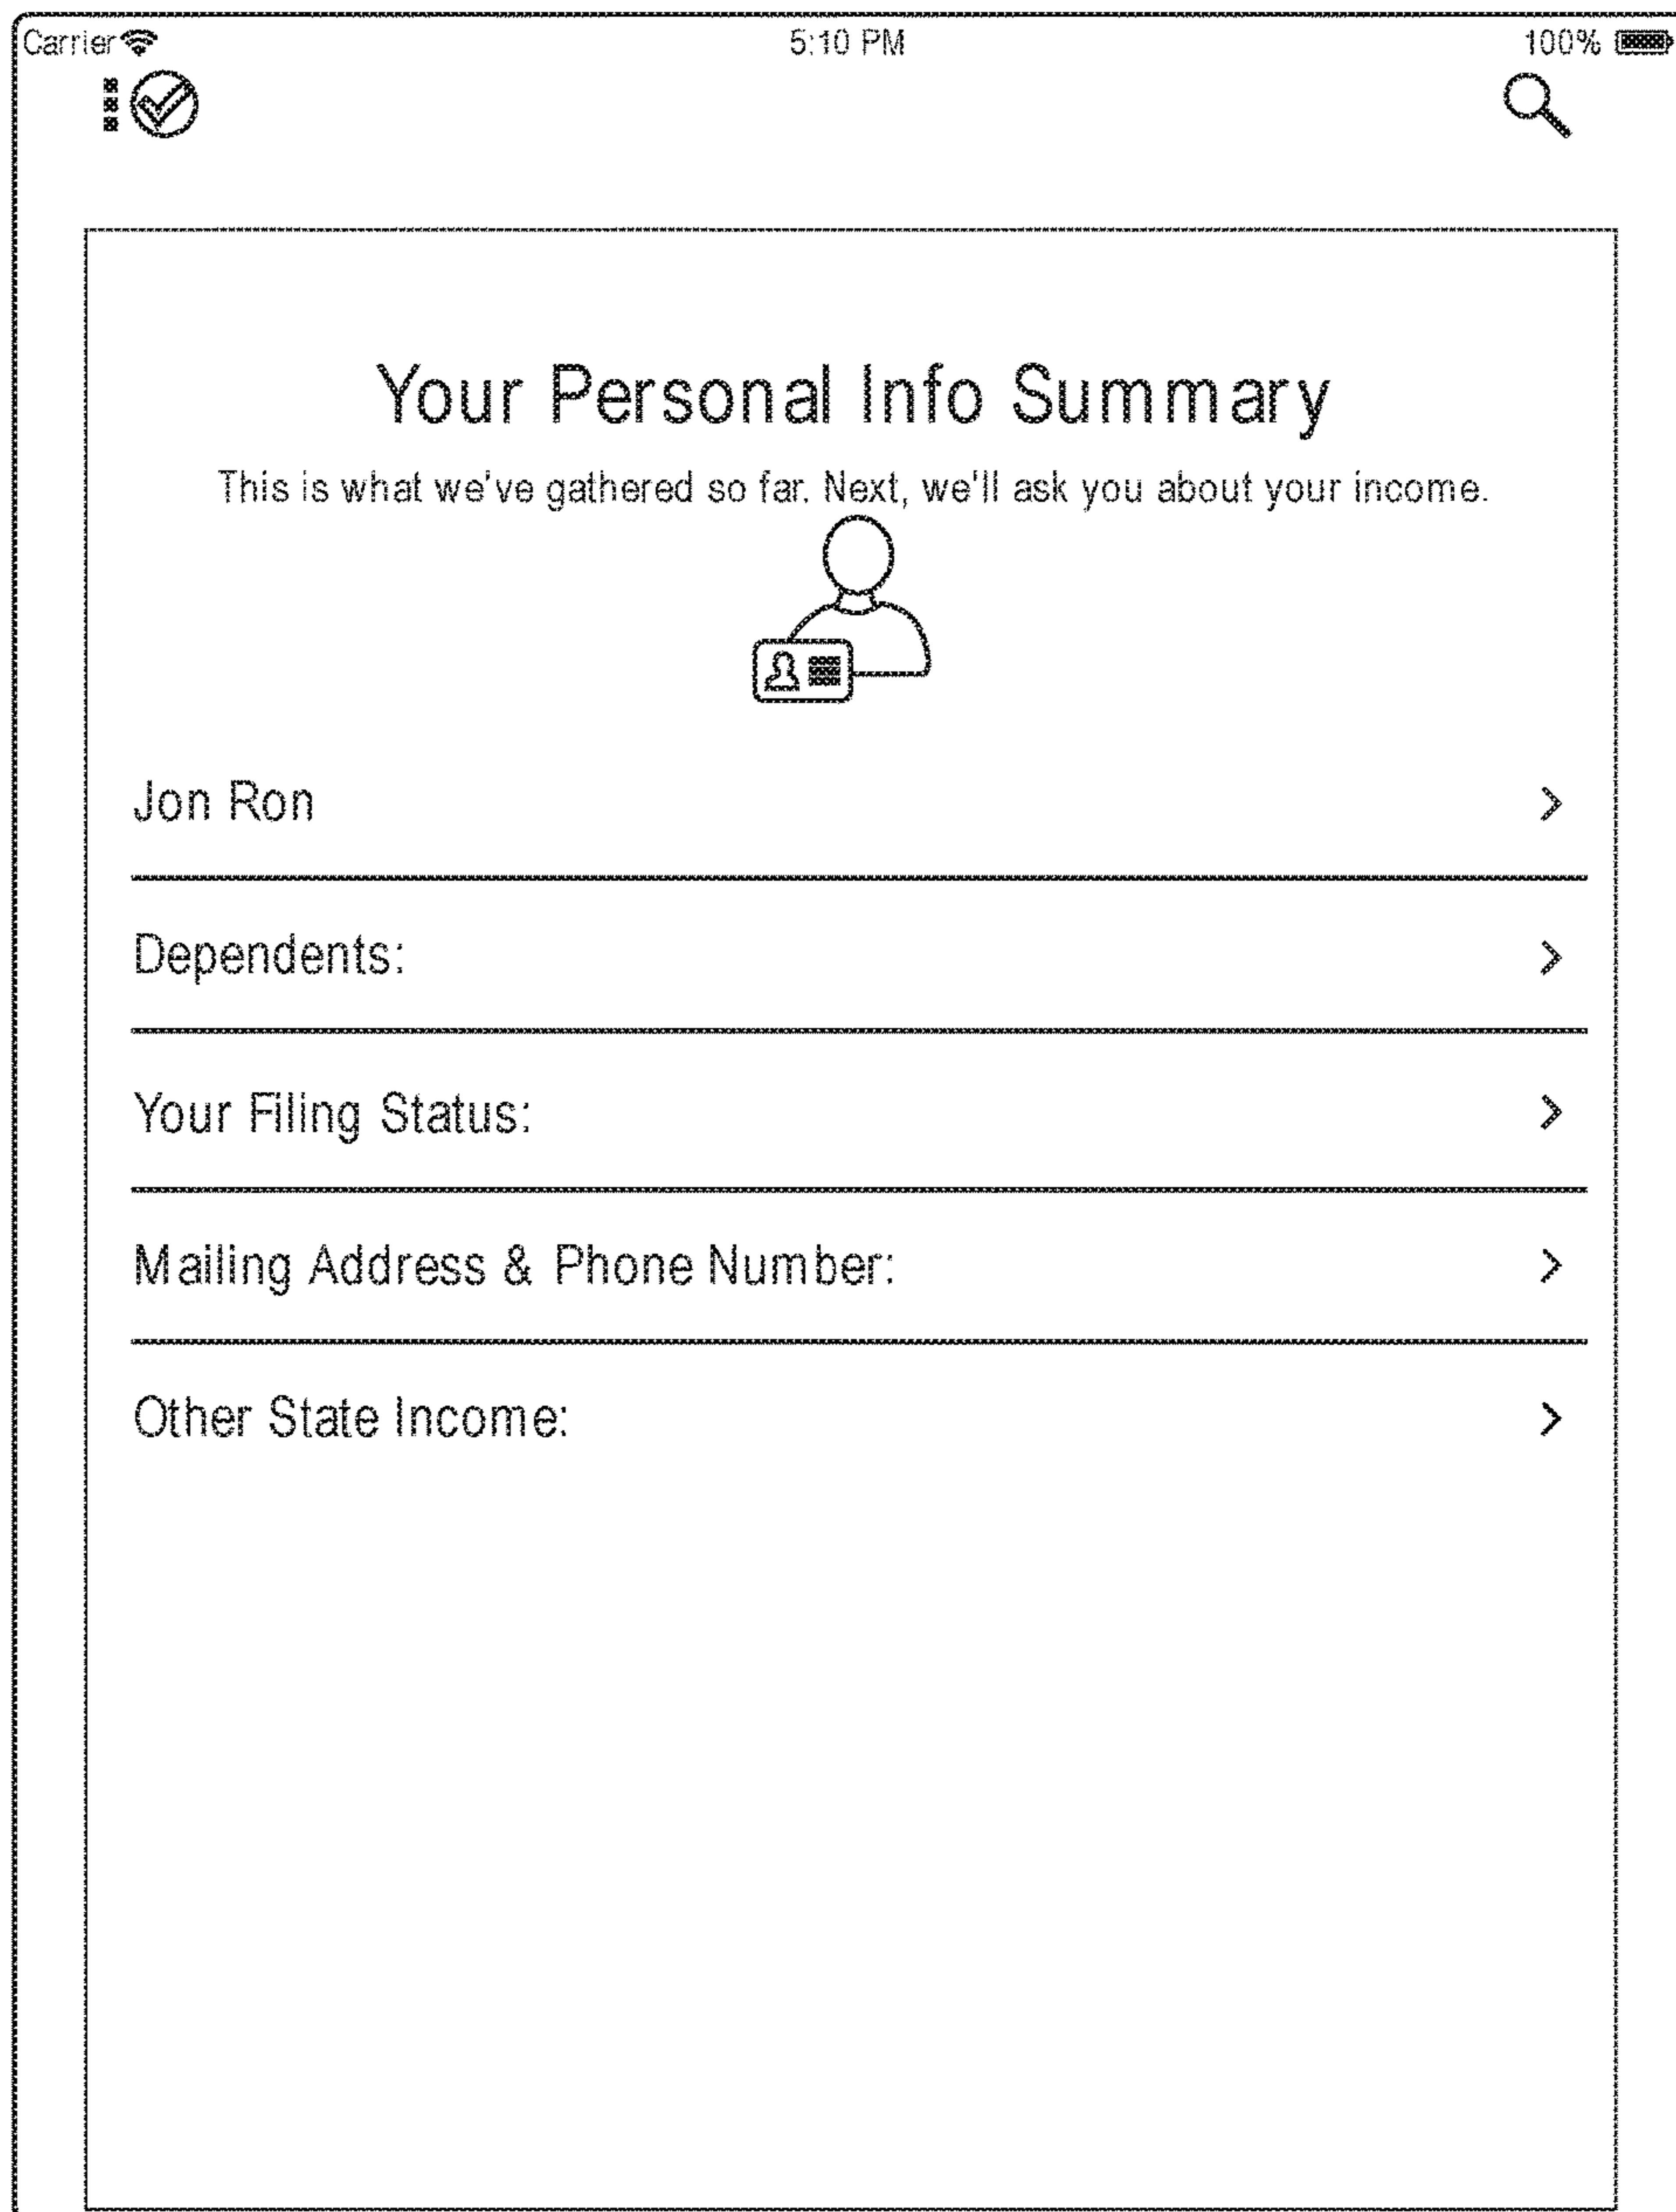 Carrier 5:10 PM 100%
Your Personal Info Summary
This is what we've gathered so far. Next, we'll ask you about your income.
Jon Ron
Dependents:
Your Filing Status:
Mailing Address & Phone Number:
Other State Income: